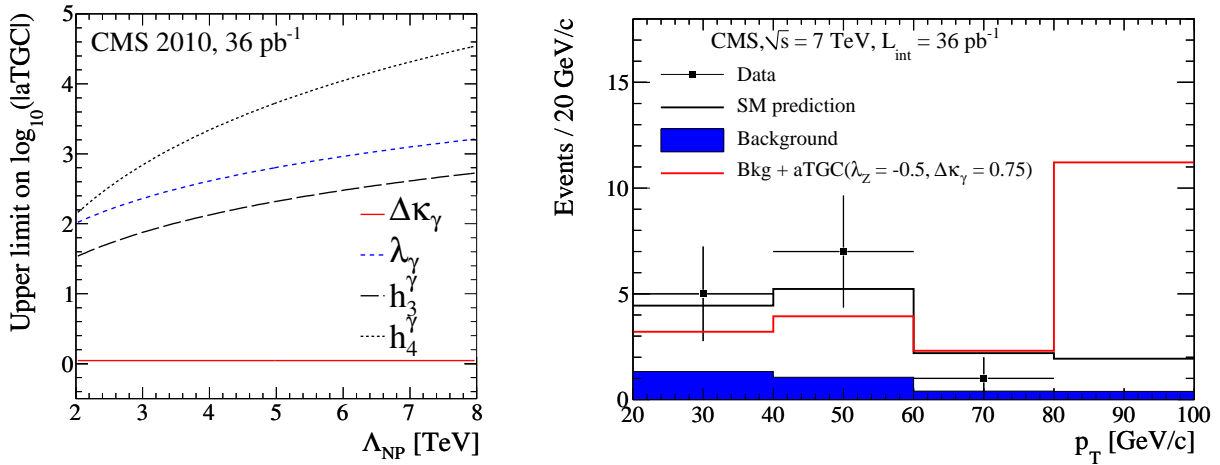 CMS 2010, 36 pb⁻¹
Upper limit on log₁₀(|aTGC|)
5
4
3
2
1
0
Δκ_γ
λ_γ
h₃^γ
h₄^γ
2 3 4 5 6 7 8
Λ_NP [TeV]
CMS,√s = 7 TeV, L_int = 36 pb⁻¹
Data
SM prediction
Background
Bkg + aTGC(λ_Z = -0.5, Δκ_γ = 0.75)
Events / 20 GeV/c
15
10
5
0
20 30 40 50 60 70 80 90 100
p_T [GeV/c]